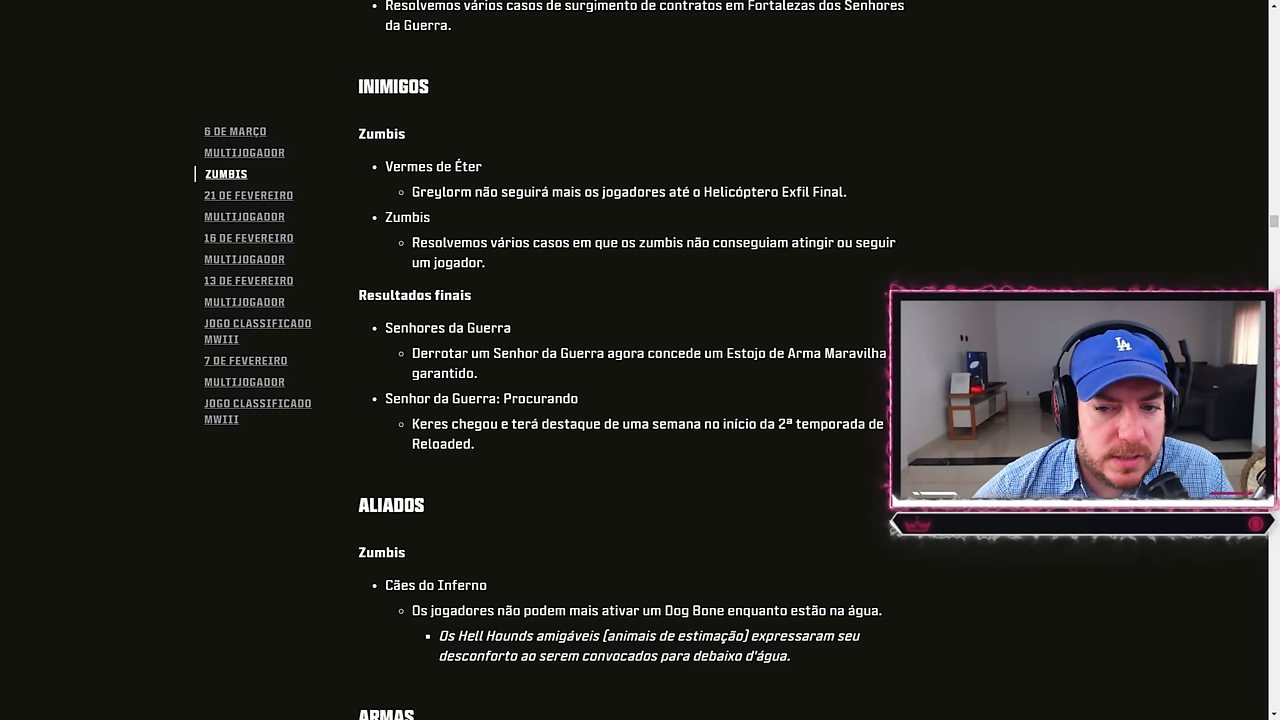 Resolvemos vários casos de surgimento de contratos em Fortalezas dos Senhores
da Guerra.
INIMIGOS
6 DE MARÇO
MULTIJOGADOR
ZUMBIS
21 DE FEVEREIRO
MULTIJOGADOR
16 DE FEVEREIRO
MULTIJOGADOR
13 DE FEVEREIRO
MULTIJOGADOR
JOGO CLASSIFICADO
MWIII
7 DE FEVEREIRO
MULTIJOGADOR
JOGO CLASSIFICADO
MWIII
Zumbis
Vermes de Éter
Greylorm não seguirá mais os jogadores até o Helicóptero Exfil Final.
Zumbis
Resolvemos vários casos em que os zumbis não conseguiam atingir ou seguir
um jogador.
Resultados finais
Senhores da Guerra
Derrotar um Senhor da Guerra agora concede um Estojo de Arma Maravilha
garantido.
Senhor da Guerra: Procurando
Keres chegou e terá destaque de uma semana no início da 2ª temporada de
Reloaded.
LA
ALIADOS
Zumbis
Cães do Inferno
Os jogadores não podem mais ativar um Dog Bone enquanto estão na água.
Os Hell Hounds amigáveis (animais de estimação) expressaram seu
desconforto ao serem convocados para debaixo d'água.
ARMAS